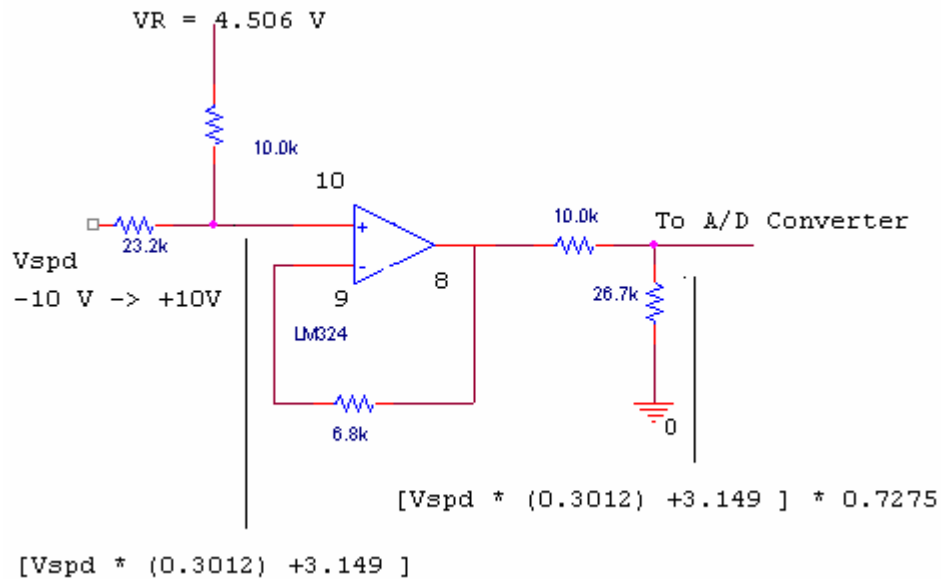 VR = 4.506 V
10.0k
10
23.2k
+
-
10.0k
To A/D Converter
Vspd
-10 V -> +10V
9
8
26.7k
LM324
6.8k
0
[Vspd * (0.3012) +3.149 ] * 0.7275
[Vspd * (0.3012) +3.149 ]